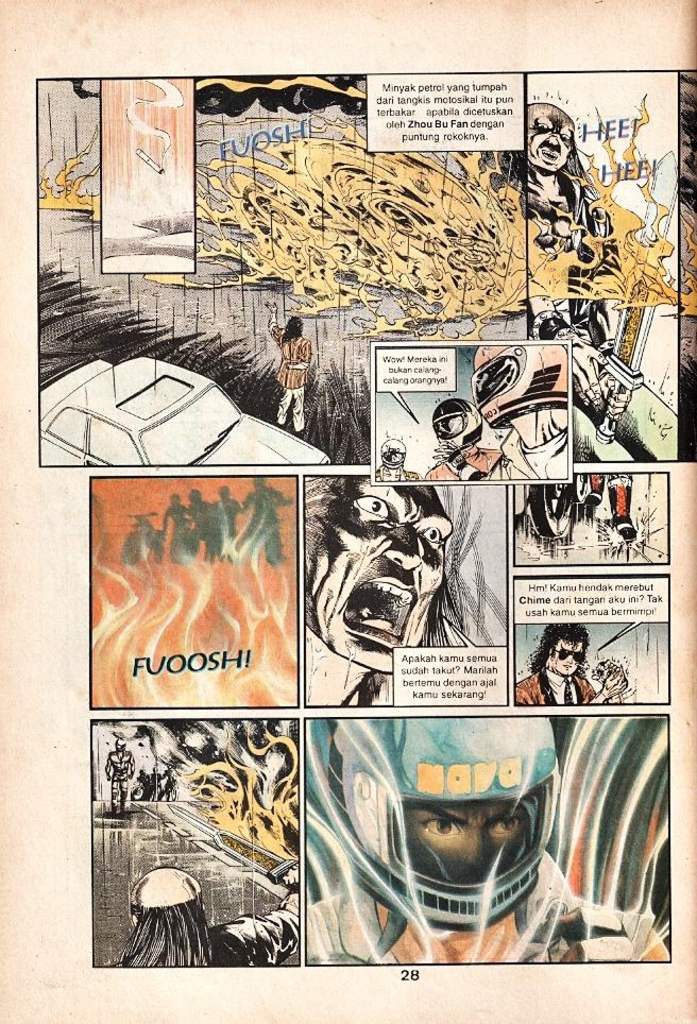 Minyak petrol yang tumpah
dari tangkis motosikal itu pun
terbakar apabila dicetuskan
oleh Zhou Bu Fan dengan
puntung rokoknya.
FUOSH!
HEE!
HEE!
Wow! Mereka ini
bukan calang-
calang orangnya!
FUOOSH!
Apakah kamu semua
sudah takut? Marilah
bertemu dengan ajal
kamu sekarang!
Hm! Kamu hendak merebut
Chime dari tangan aku ini? Tak
usah kamu semua bermimpi!
nava
28